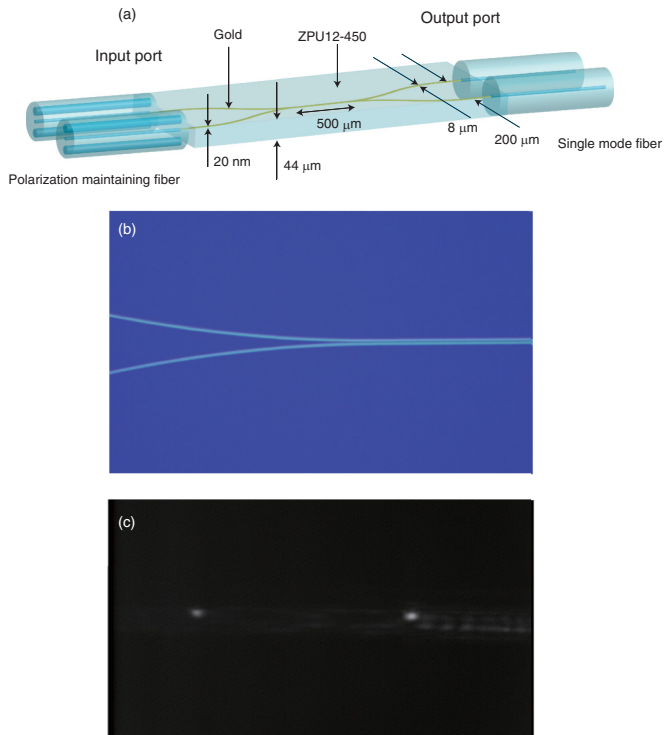 (a)
Output port
Gold
ZPU12-450
Input port
500 μm
8 μm
200 μm
Single mode fiber
20 nm
44 μm
Polarization maintaining fiber
(b)
(c)